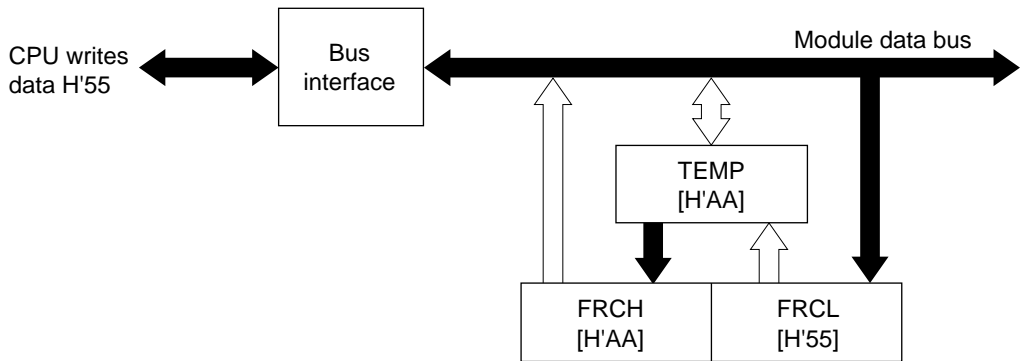 CPU writes
data H'55
Bus
interface
Module data bus
TEMP
[H'AA]
FRCH
[H'AA]
FRCL
[H'55]